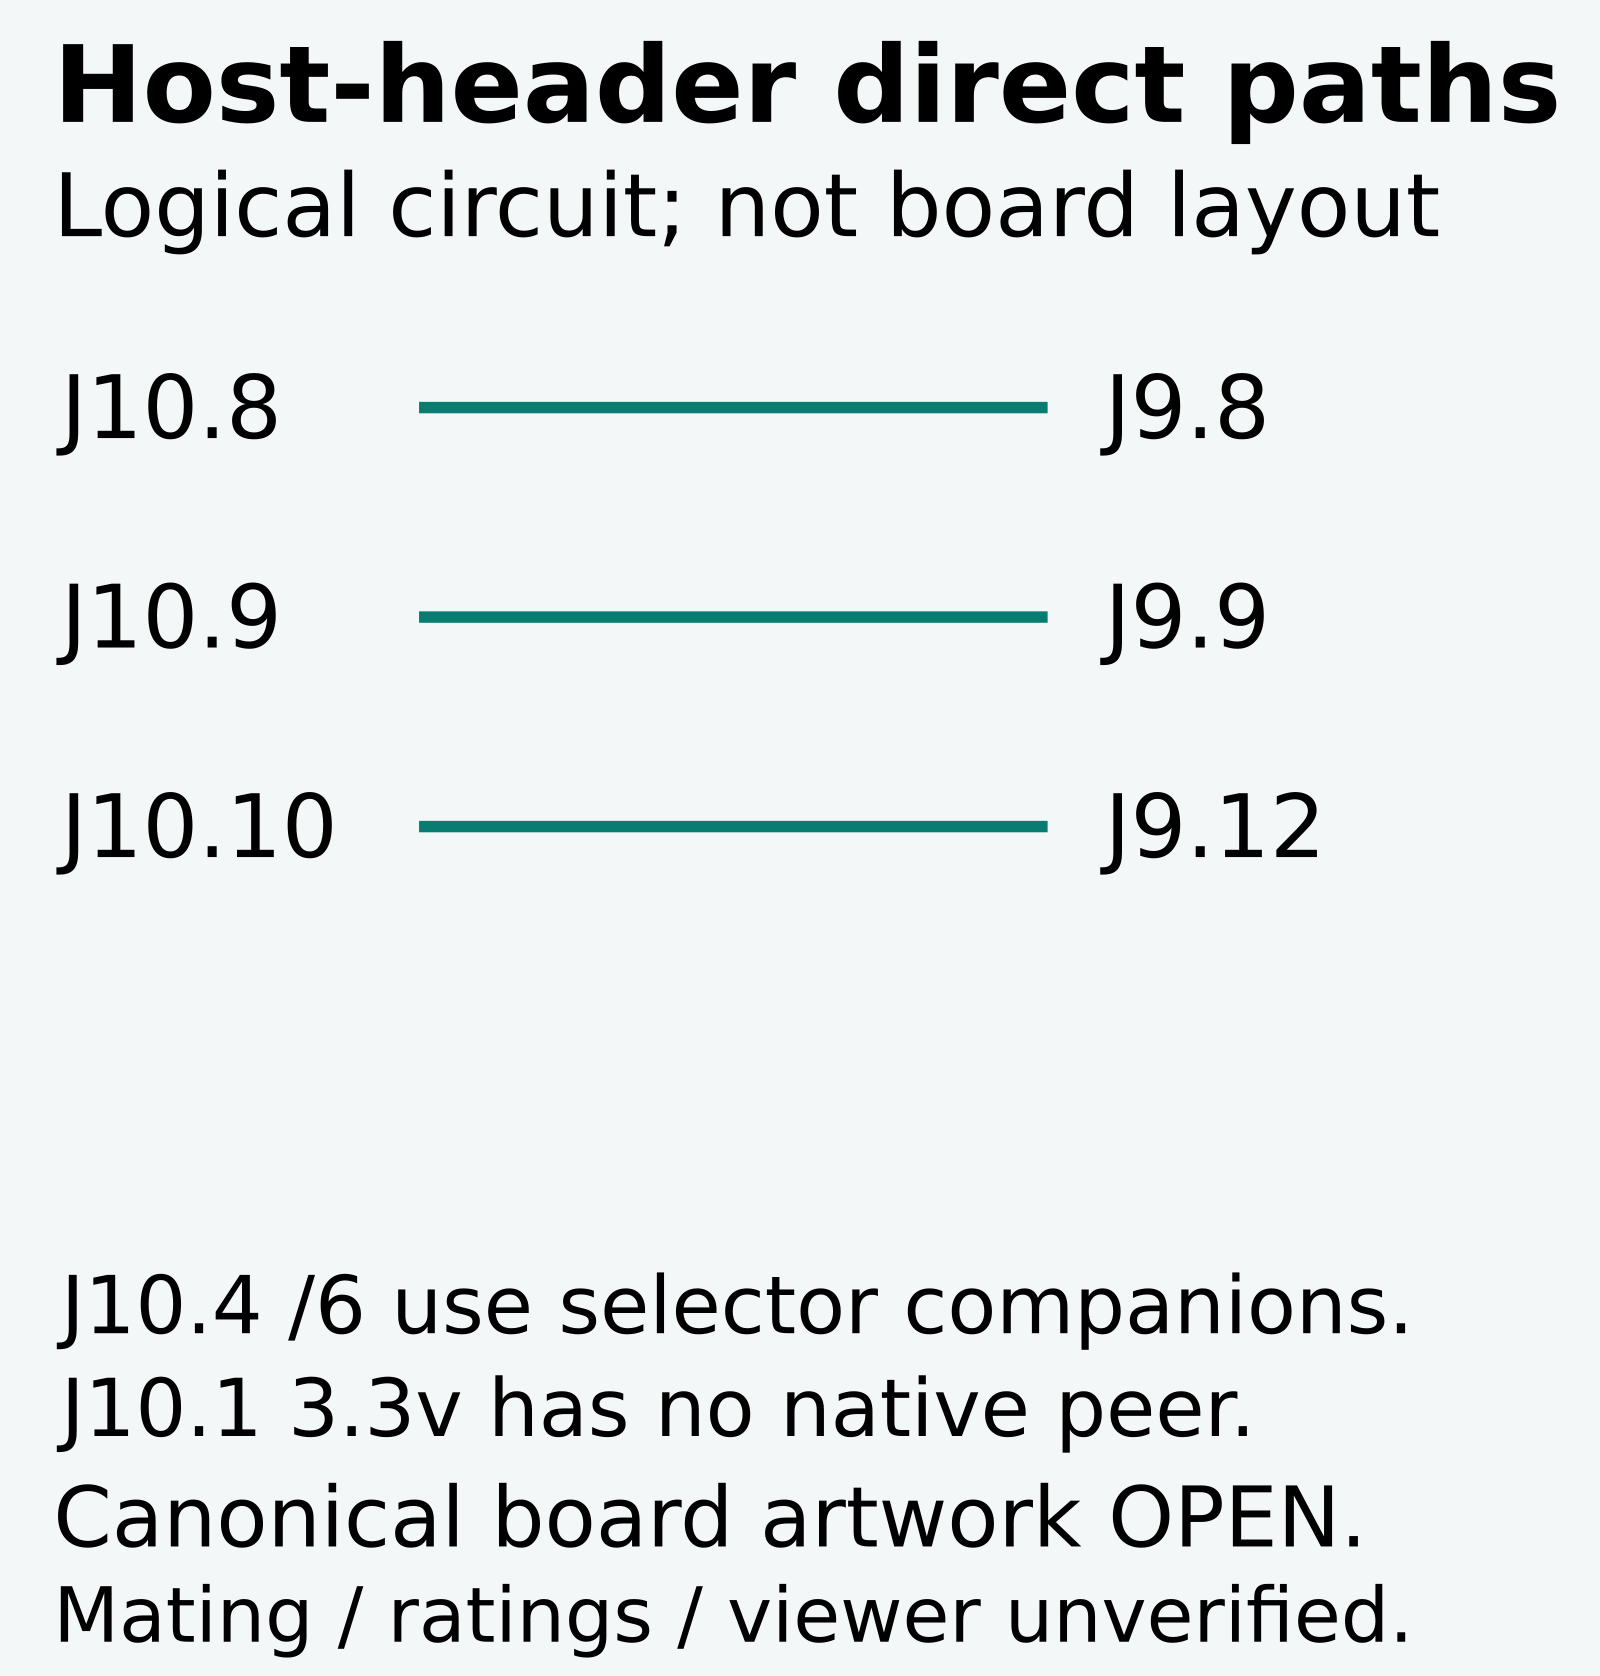 Host-header direct paths
Logical circuit; not board layout
J10.8 J9.8
J10.9 J9.9
J10.10 J9.12
J10.4 /6 use selector companions.
J10.1 3.3v has no native peer.
Canonical board artwork OPEN.
Mating / ratings / viewer unverified.